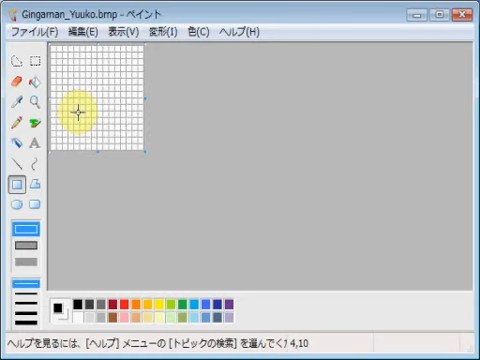 Gingaman_Yuuko.bmp - ペイント
ファイル(F) 編集(E) 表示(V) 変形(I) 色(C) ヘルプ(H)
A
ヘルプを見るには、[ヘルプ] メニューの [トピックの検索] を選んでく 4,10